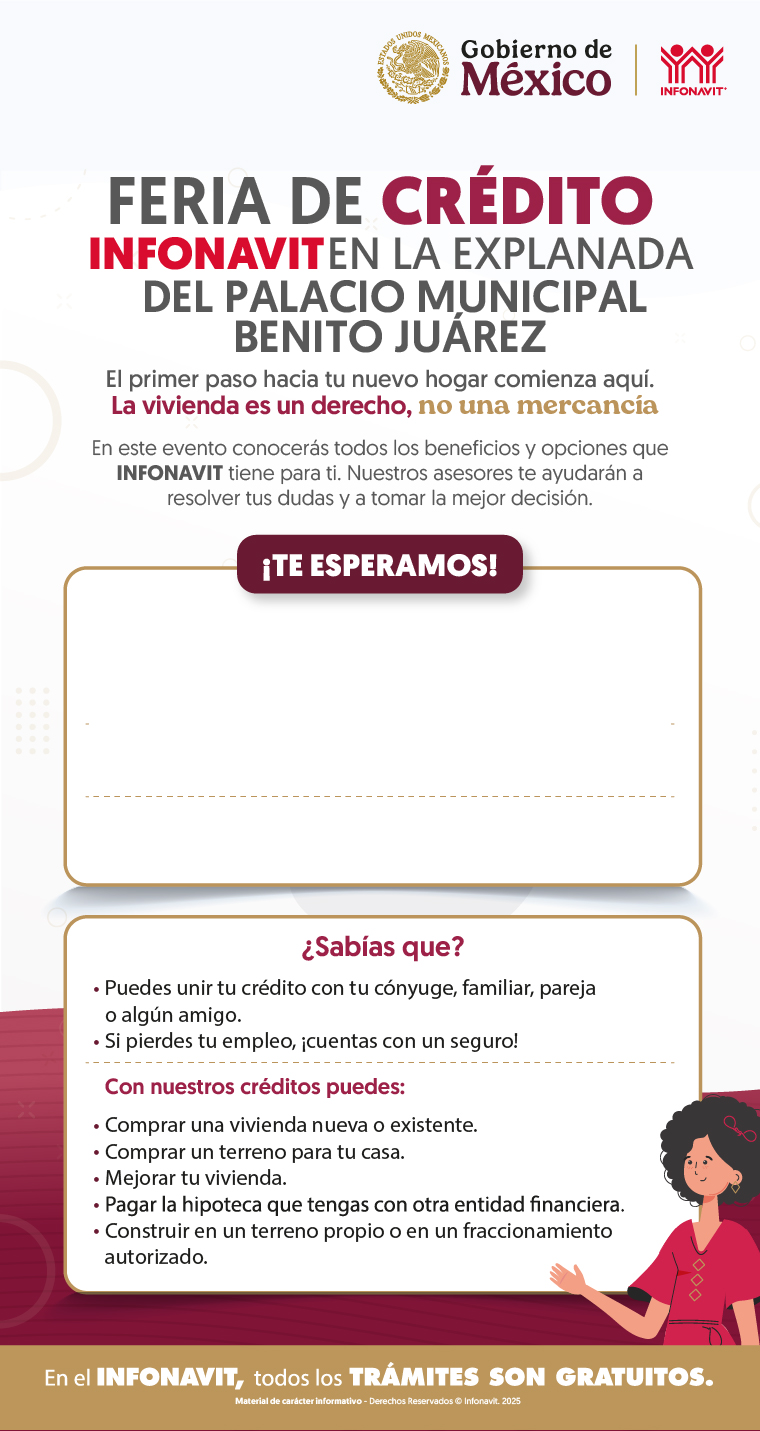 ESTADOS UNIDOS MEXICANOS
Gobierno de
México
INFONAVIT
FERIA DE CRÉDITO
INFONAVIT EN LA EXPLANADA
DEL PALACIO MUNICIPAL
BENITO JUÁREZ
El primer paso hacia tu nuevo hogar comienza aquí.
La vivienda es un derecho, no una mercancía
En este evento conocerás todos los beneficios y opciones que
INFONAVIT tiene para ti. Nuestros asesores te ayudarán a
resolver tus dudas y a tomar la mejor decisión.
¡TE ESPERAMOS!
¿Sabías que?
• Puedes unir tu crédito con tu cónyuge, familiar, pareja
o algún amigo.
• Si pierdes tu empleo, ¡cuentas con un seguro!
Con nuestros créditos puedes:
• Comprar una vivienda nueva o existente.
• Comprar un terreno para tu casa.
• Mejorar tu vivienda.
• Pagar la hipoteca que tengas con otra entidad financiera.
• Construir en un terreno propio o en un fraccionamiento
autorizado.
En el INFONAVIT, todos los TRÁMITES SON GRATUITOS.
Material de carácter informativo - Derechos Reservados © Infonavit. 2025